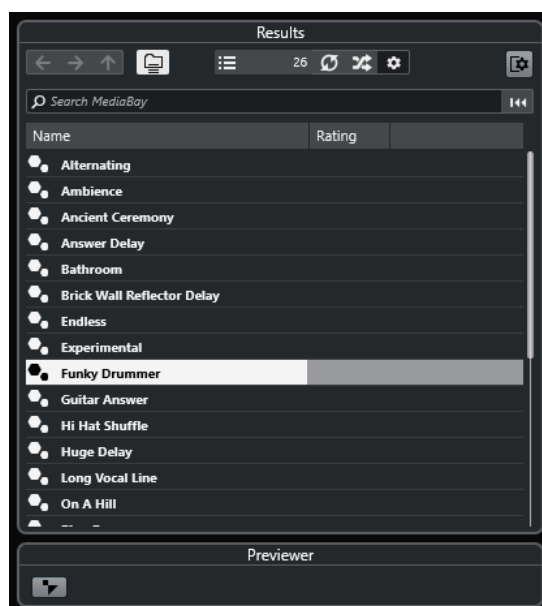 Results
26
Search MediaBay
Name Rating
Alternating
Ambience
Ancient Ceremony
Answer Delay
Bathroom
Brick Wall Reflector Delay
Endless
Experimental
Funky Drummer
Guitar Answer
Hi Hat Shuffle
Huge Delay
Long Vocal Line
On A Hill
Previewer